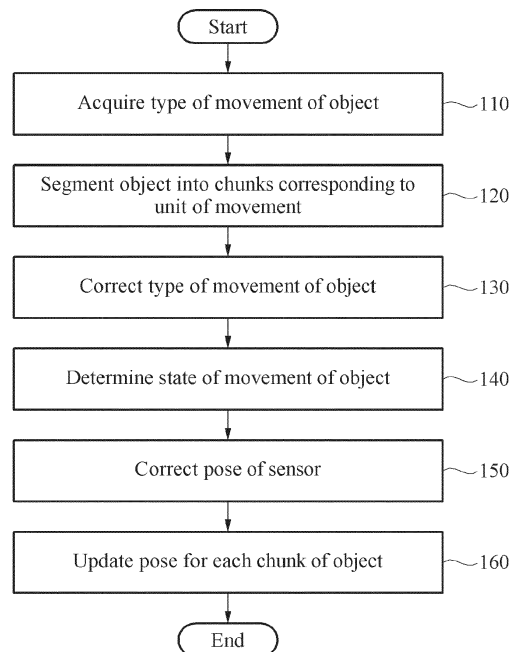 Start
Acquire type of movement of object
110
Segment object into chunks corresponding to
unit of movement
120
Correct type of movement of object
130
Determine state of movement of object
140
Correct pose of sensor
150
Update pose for each chunk of object
160
End